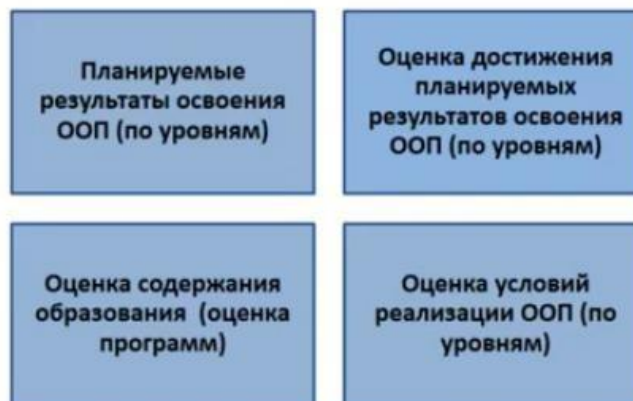 Планируемые
результаты освоения
ООП (по уровням)
Оценка достижения
планируемых
результатов освоения
ООП (по уровням)
Оценка содержания
образования (оценка
программ)
Оценка условий
реализации ООП (по
уровням)